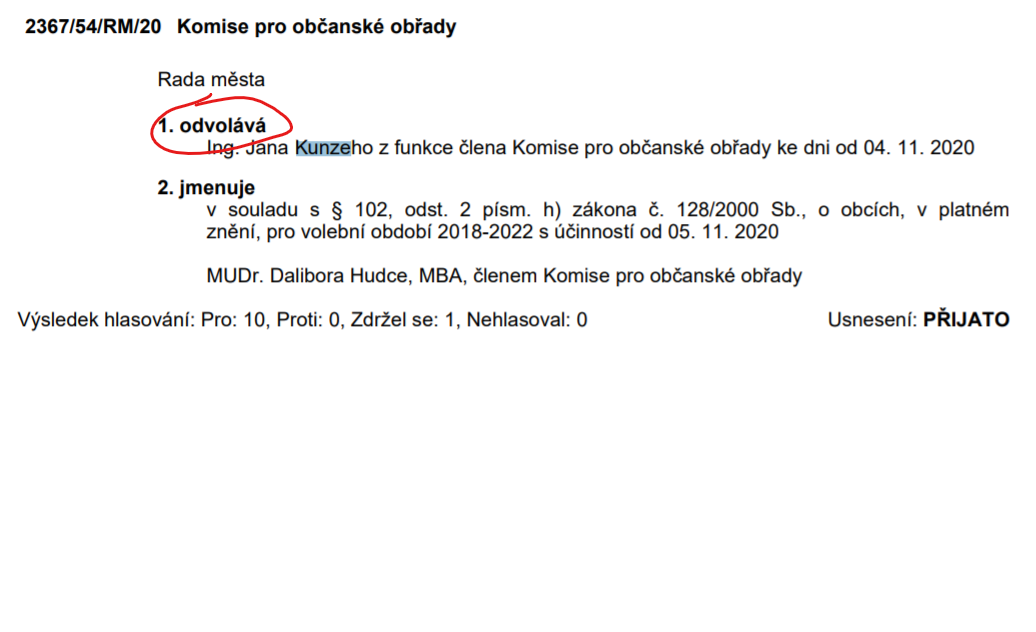 2367/54/RM/20 Komise pro občanské obřady
Rada města
1. odvolává
Ing. Jana Kunzeho z funkce člena Komise pro občanské obřady ke dni od 04. 11. 2020
2. jmenuje
v souladu s § 102, odst. 2 písm. h) zákona č. 128/2000 Sb., o obcích, v platném
znění, pro volební období 2018-2022 s účinností od 05. 11. 2020
MUDr. Dalibora Hudce, MBA, členem Komise pro občanské obřady
Výsledek hlasování: Pro: 10, Proti: 0, Zdržel se: 1, Nehlasoval: 0 Usnesení: PŘIJATO